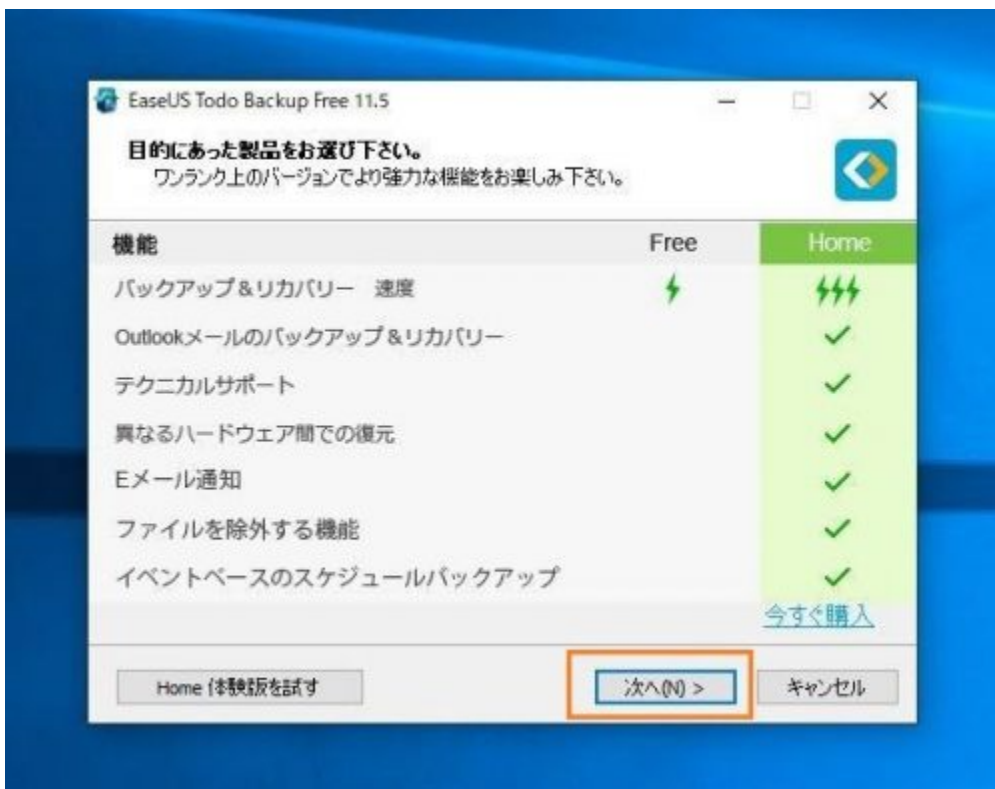 EaseUS Todo Backup Free 11.5
目的にあった製品をお選び下さい。
ワンランク上のバージョンでより強力な機能をお楽しみ下さい。
機能 Free Home
バックアップ&リカバリー 速度
Outlookメールのバックアップ&リカバリー
テクニカルサポート
異なるハードウェア間での復元
Eメール通知
ファイルを除外する機能
イベントベースのスケジュールバックアップ
今すぐ購入
Home 体験版を試す 次へ(N) > キャンセル